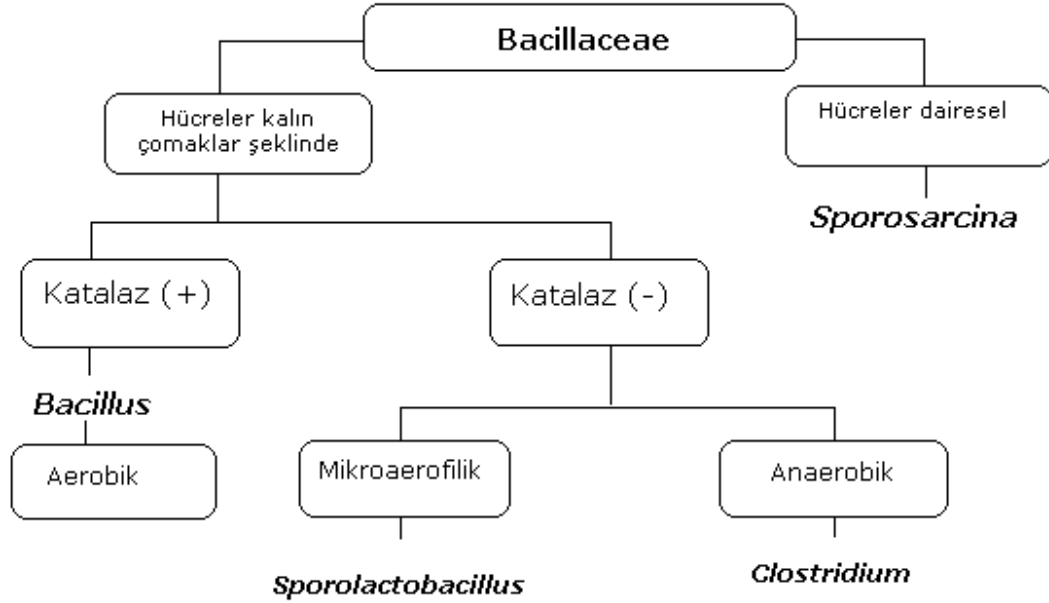 Bacillaceae
Hücreler kalın
çomaklar şeklinde
Hücreler dairesel
Sporosarcina
Katalaz (+)
Katalaz (-)
Bacillus
Aerobik
Mikroaerofilik
Anaerobik
Sporolactobacillus
Clostridium